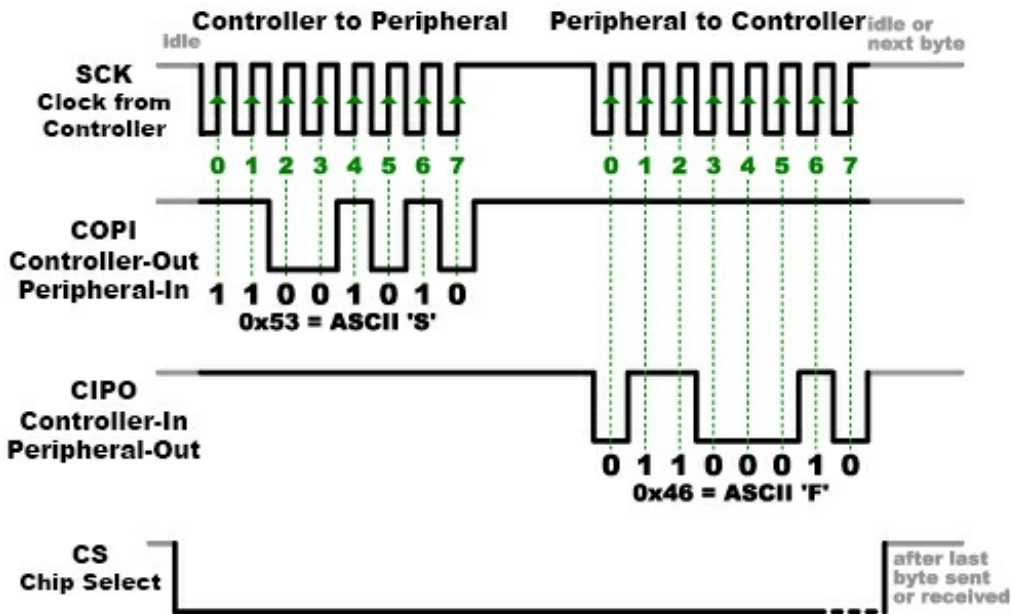 Controller to Peripheral
Peripheral to Controller
idle
idle or
next byte
SCK
Clock from
Controller
0 1 2 3 4 5 6 7
0 1 2 3 4 5 6 7
COPI
Controller-Out
Peripheral-In
1 1 0 0 1 0 1 0
0x53 = ASCII 'S'
CIPO
Controller-In
Peripheral-Out
0 1 1 0 0 0 1 0
0x46 = ASCII 'F'
CS
Chip Select
after last
byte sent
or received